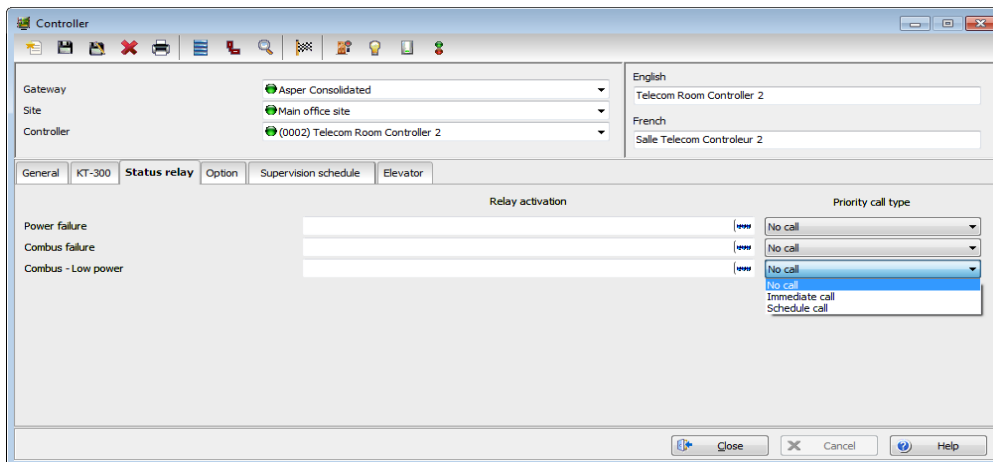 Controller
Gateway
Asper Consolidated
Site
Main office site
Controller
(0002) Telecom Room Controller 2
English
Telecom Room Controller 2
French
Salle Telecom Controleur 2
General KT-300 Status relay Option Supervision schedule Elevator
Relay activation Priority call type
Power failure No call
Combus failure No call
Combus - Low power No call
No call
Immediate call
Schedule call
Close Cancel Help